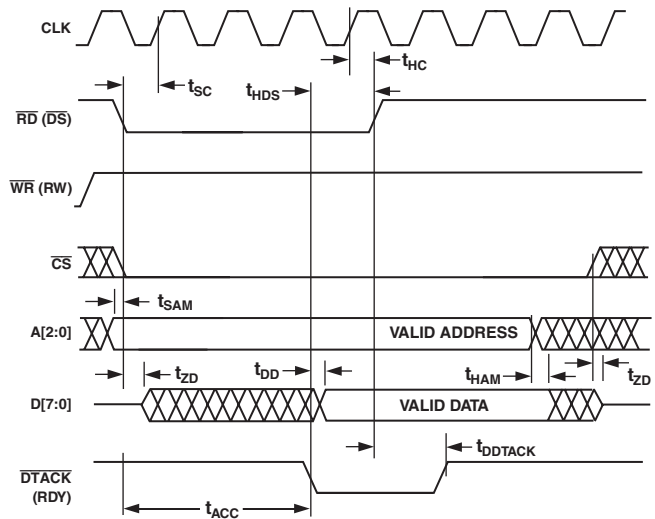 CLK
tHC
tSC
tHDS
RD (DS)
WR (RW)
CS
tSAM
A[2:0]
VALID ADDRESS
tZD
tDD
tHAM
tZD
D[7:0]
VALID DATA
tDDTACK
DTACK
(RDY)
tACC